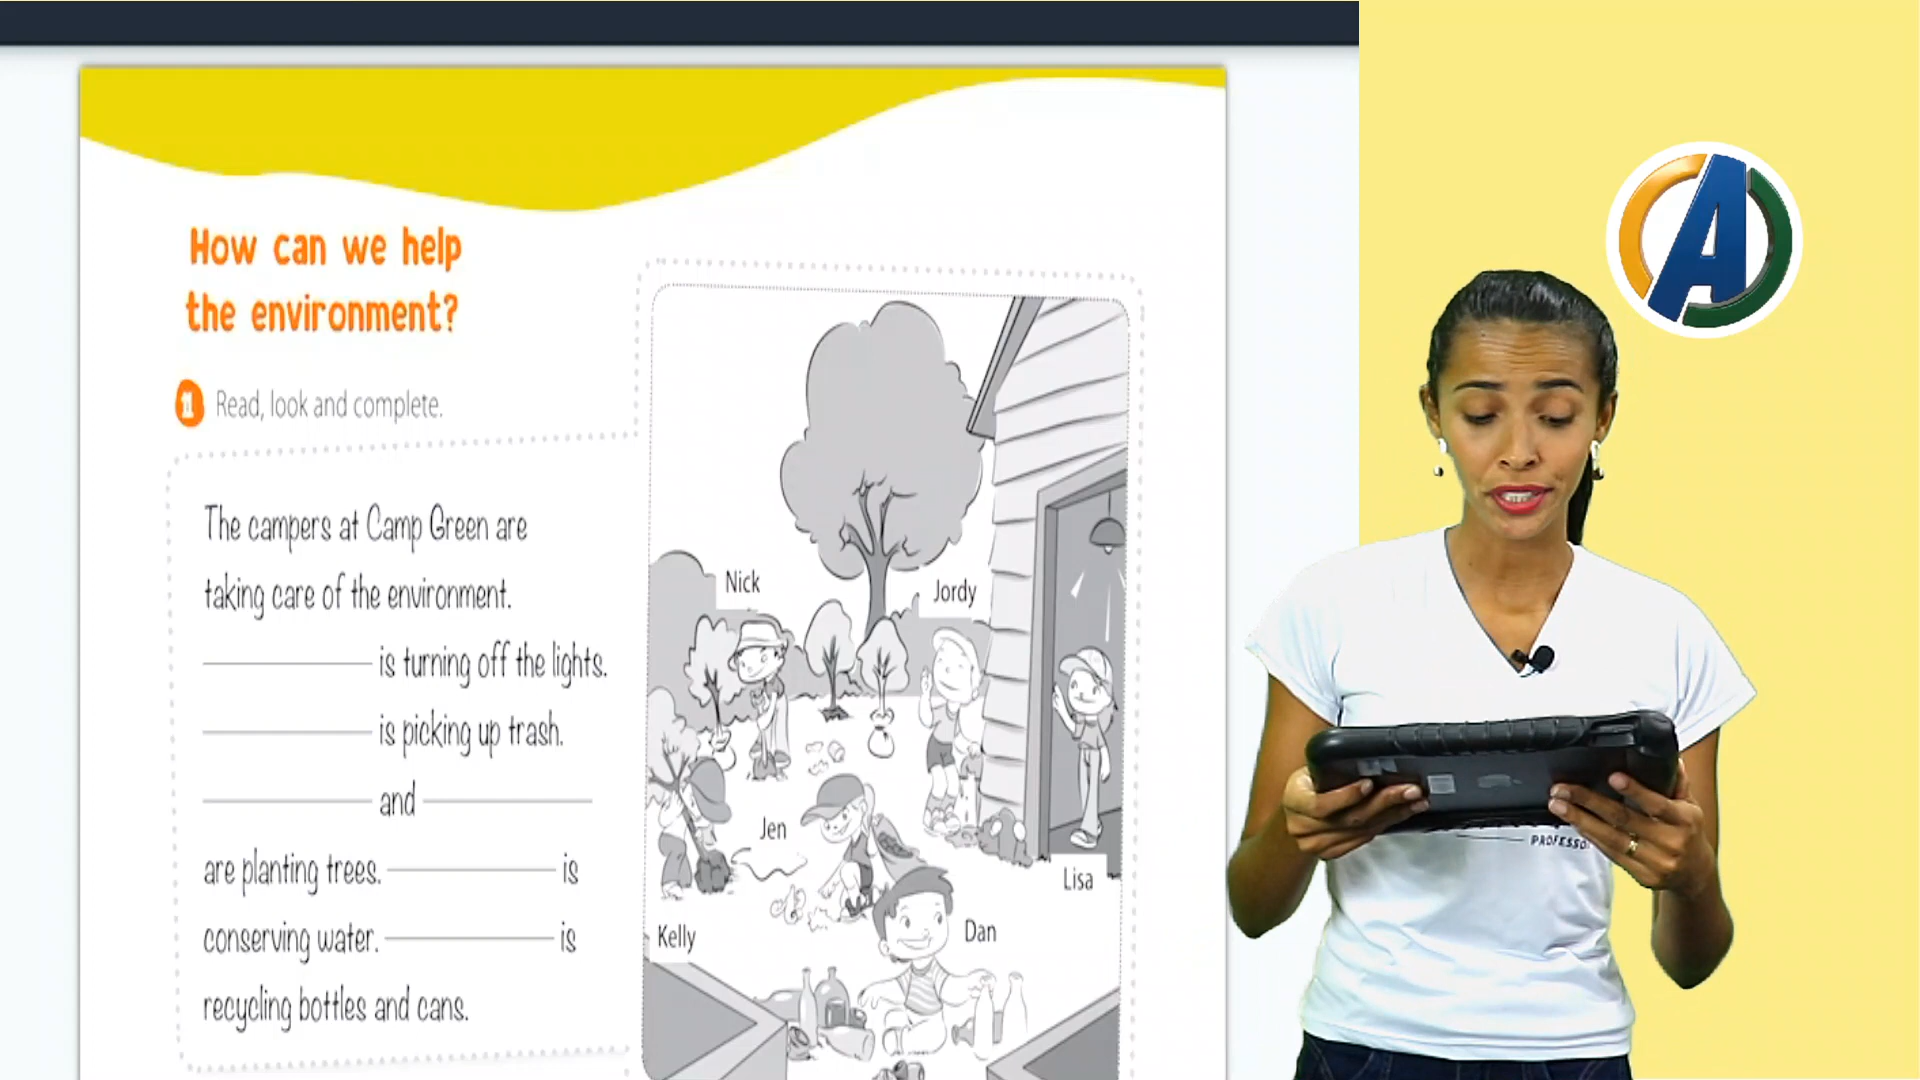 How can we help
the environment?
11 Read, look and complete.
The campers at Camp Green are
taking care of the environment.
is turning off the lights.
is picking up trash.
and
are planting trees. is
conserving water. is
recycling bottles and cans.
Nick
Jordy
Jen
Lisa
Kelly
Dan
A
PROFESSO